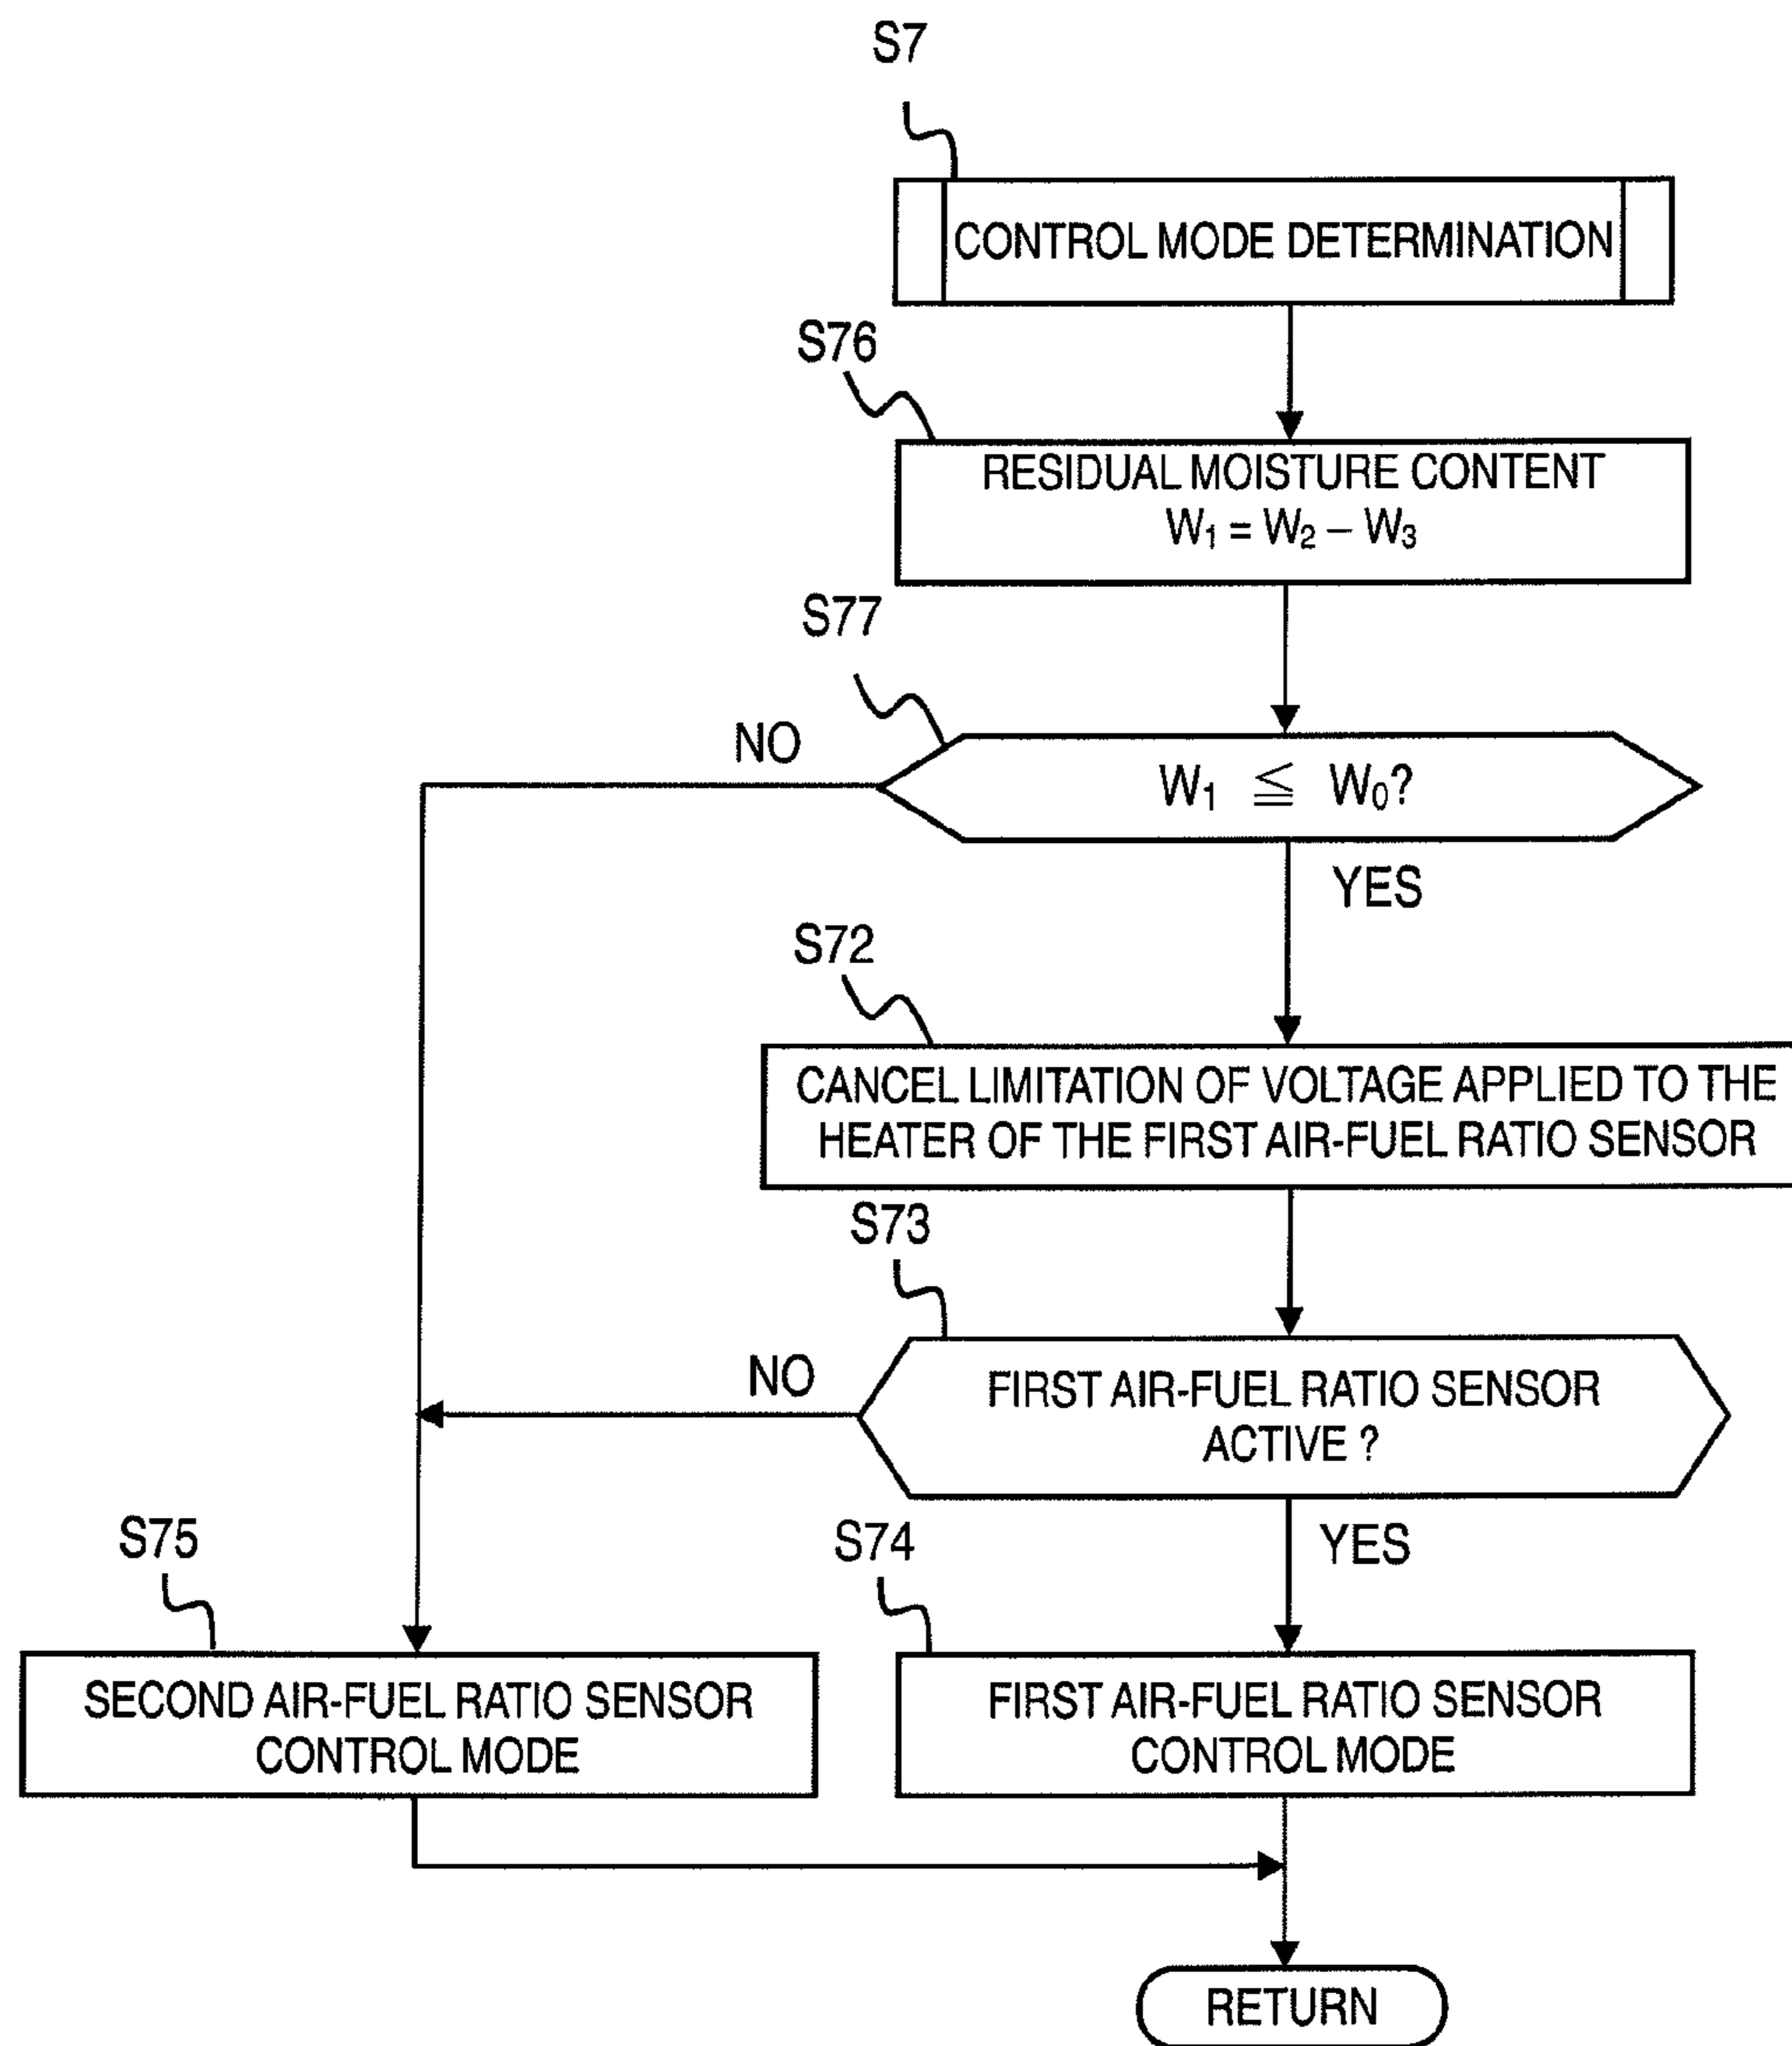 S7
CONTROL MODE DETERMINATION
S76
RESIDUAL MOISTURE CONTENT
W₁ = W₂ – W₃
S77
NO
W₁ ≦ W₀?
YES
S72
CANCEL LIMITATION OF VOLTAGE APPLIED TO THE
HEATER OF THE FIRST AIR-FUEL RATIO SENSOR
S73
NO
FIRST AIR-FUEL RATIO SENSOR
ACTIVE ?
YES
S75
S74
SECOND AIR-FUEL RATIO SENSOR
CONTROL MODE
FIRST AIR-FUEL RATIO SENSOR
CONTROL MODE
RETURN